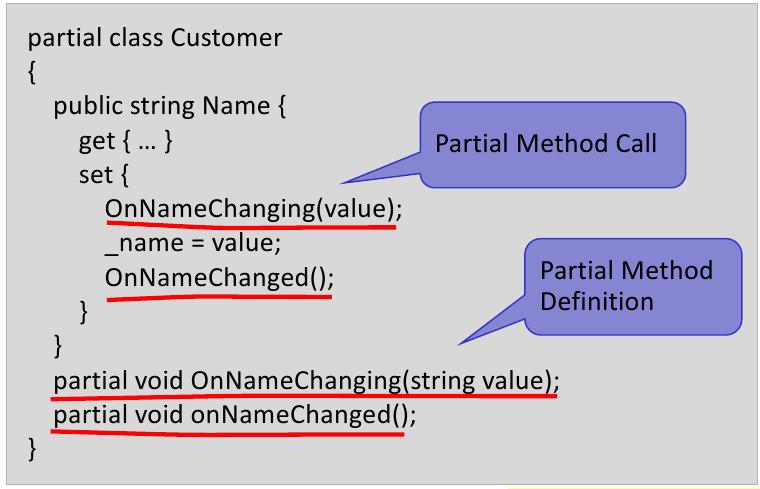 partial class Customer
{
public string Name {
get { … }
set {
OnNameChanging(value);
_name = value;
OnNameChanged();
}
}
partial void OnNameChanging(string value);
partial void onNameChanged();
}
Partial Method Call
Partial Method
Definition